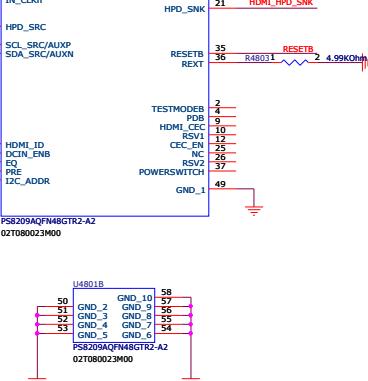 IN_CLKn
HPD_SNK 21 HDMI_HPD_SNK
HPD_SRC
SCL_SRC/AUXP
SDA_SRC/AUXN
RESETB 35 RESETB
REXT 36 R4803 1 2 4.99KOhm
TESTMODEB 2
PDB 4
HDMI_CEC 9
RSV1 10
HDMI_ID CEC_EN 12
DCIN_ENB NC 25
EQ RSV2 26
PRE POWERSWITCH 37
I2C_ADDR
GND_1 49
PS8209AQFN48GTR2-A2
02T080023M00
U4801B
GND_10 58
50 GND_2 GND_9 57
51 GND_3 GND_8 56
52 GND_4 GND_7 55
53 GND_5 GND_6 54
PS8209AQFN48GTR2-A2
02T080023M00